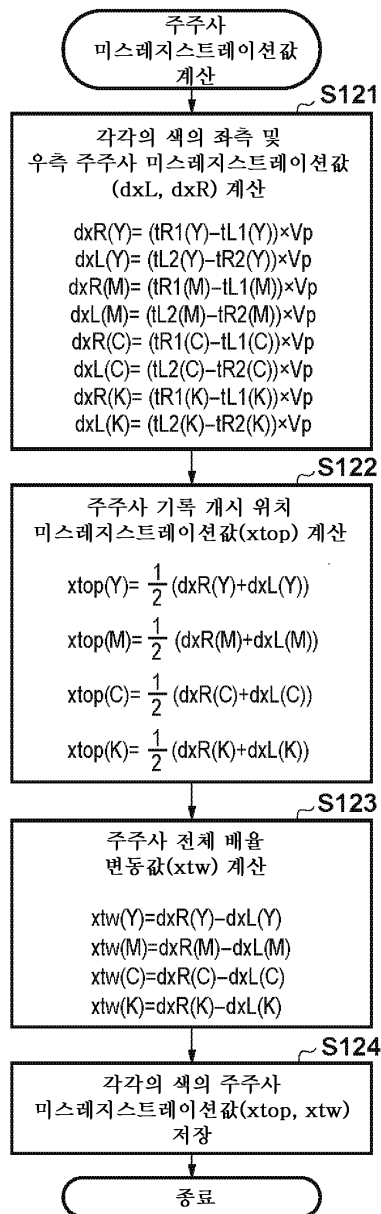 주주사
미스레지스트레이션값
계산
S121
각각의 색의 좌측 및
우측 주주사 미스레지스트레이션값
(dxL, dxR) 계산
dxR(Y)= (tR1(Y)−tL1(Y))×Vp
dxL(Y)= (tL2(Y)−tR2(Y))×Vp
dxR(M)= (tR1(M)−tL1(M))×Vp
dxL(M)= (tL2(M)−tR2(M))×Vp
dxR(C)= (tR1(C)−tL1(C))×Vp
dxL(C)= (tL2(C)−tR2(C))×Vp
dxR(K)= (tR1(K)−tL1(K))×Vp
dxL(K)= (tL2(K)−tR2(K))×Vp
S122
주주사 기록 개시 위치
미스레지스트레이션값(xtop) 계산
xtop(Y)= 1/2 (dxR(Y)+dxL(Y))
xtop(M)= 1/2 (dxR(M)+dxL(M))
xtop(C)= 1/2 (dxR(C)+dxL(C))
xtop(K)= 1/2 (dxR(K)+dxL(K))
S123
주주사 전체 배율
변동값(xtw) 계산
xtw(Y)=dxR(Y)−dxL(Y)
xtw(M)=dxR(M)−dxL(M)
xtw(C)=dxR(C)−dxL(C)
xtw(K)=dxR(K)−dxL(K)
S124
각각의 색의 주주사
미스레지스트레이션값(xtop, xtw)
저장
종료